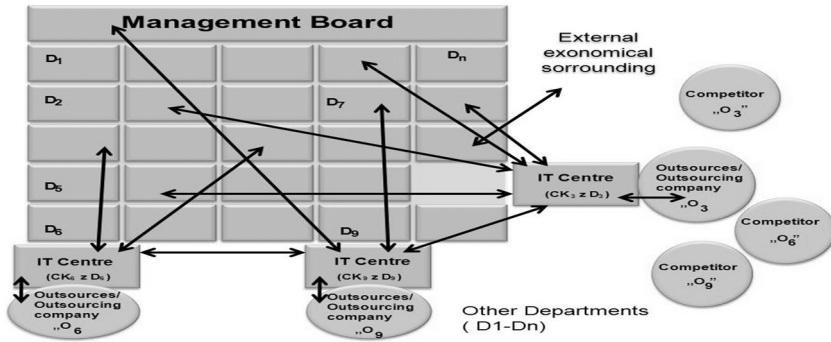 Management Board
D1
Dn
D2
D7
D5
D6
D9
External
exonomical
sorrounding
Competitor
„O3”
IT Centre
(CK3 z D3)
Outsources/
Outsourcing
company
„O3
Competitor
„O6”
Competitor
„O9”
IT Centre
(CK6 z D6)
Outsources/
Outsourcing
company
„O6
IT Centre
(CK9 z D9)
Outsources/
Outsourcing
company
„O9
Other Departments
( D1-Dn)